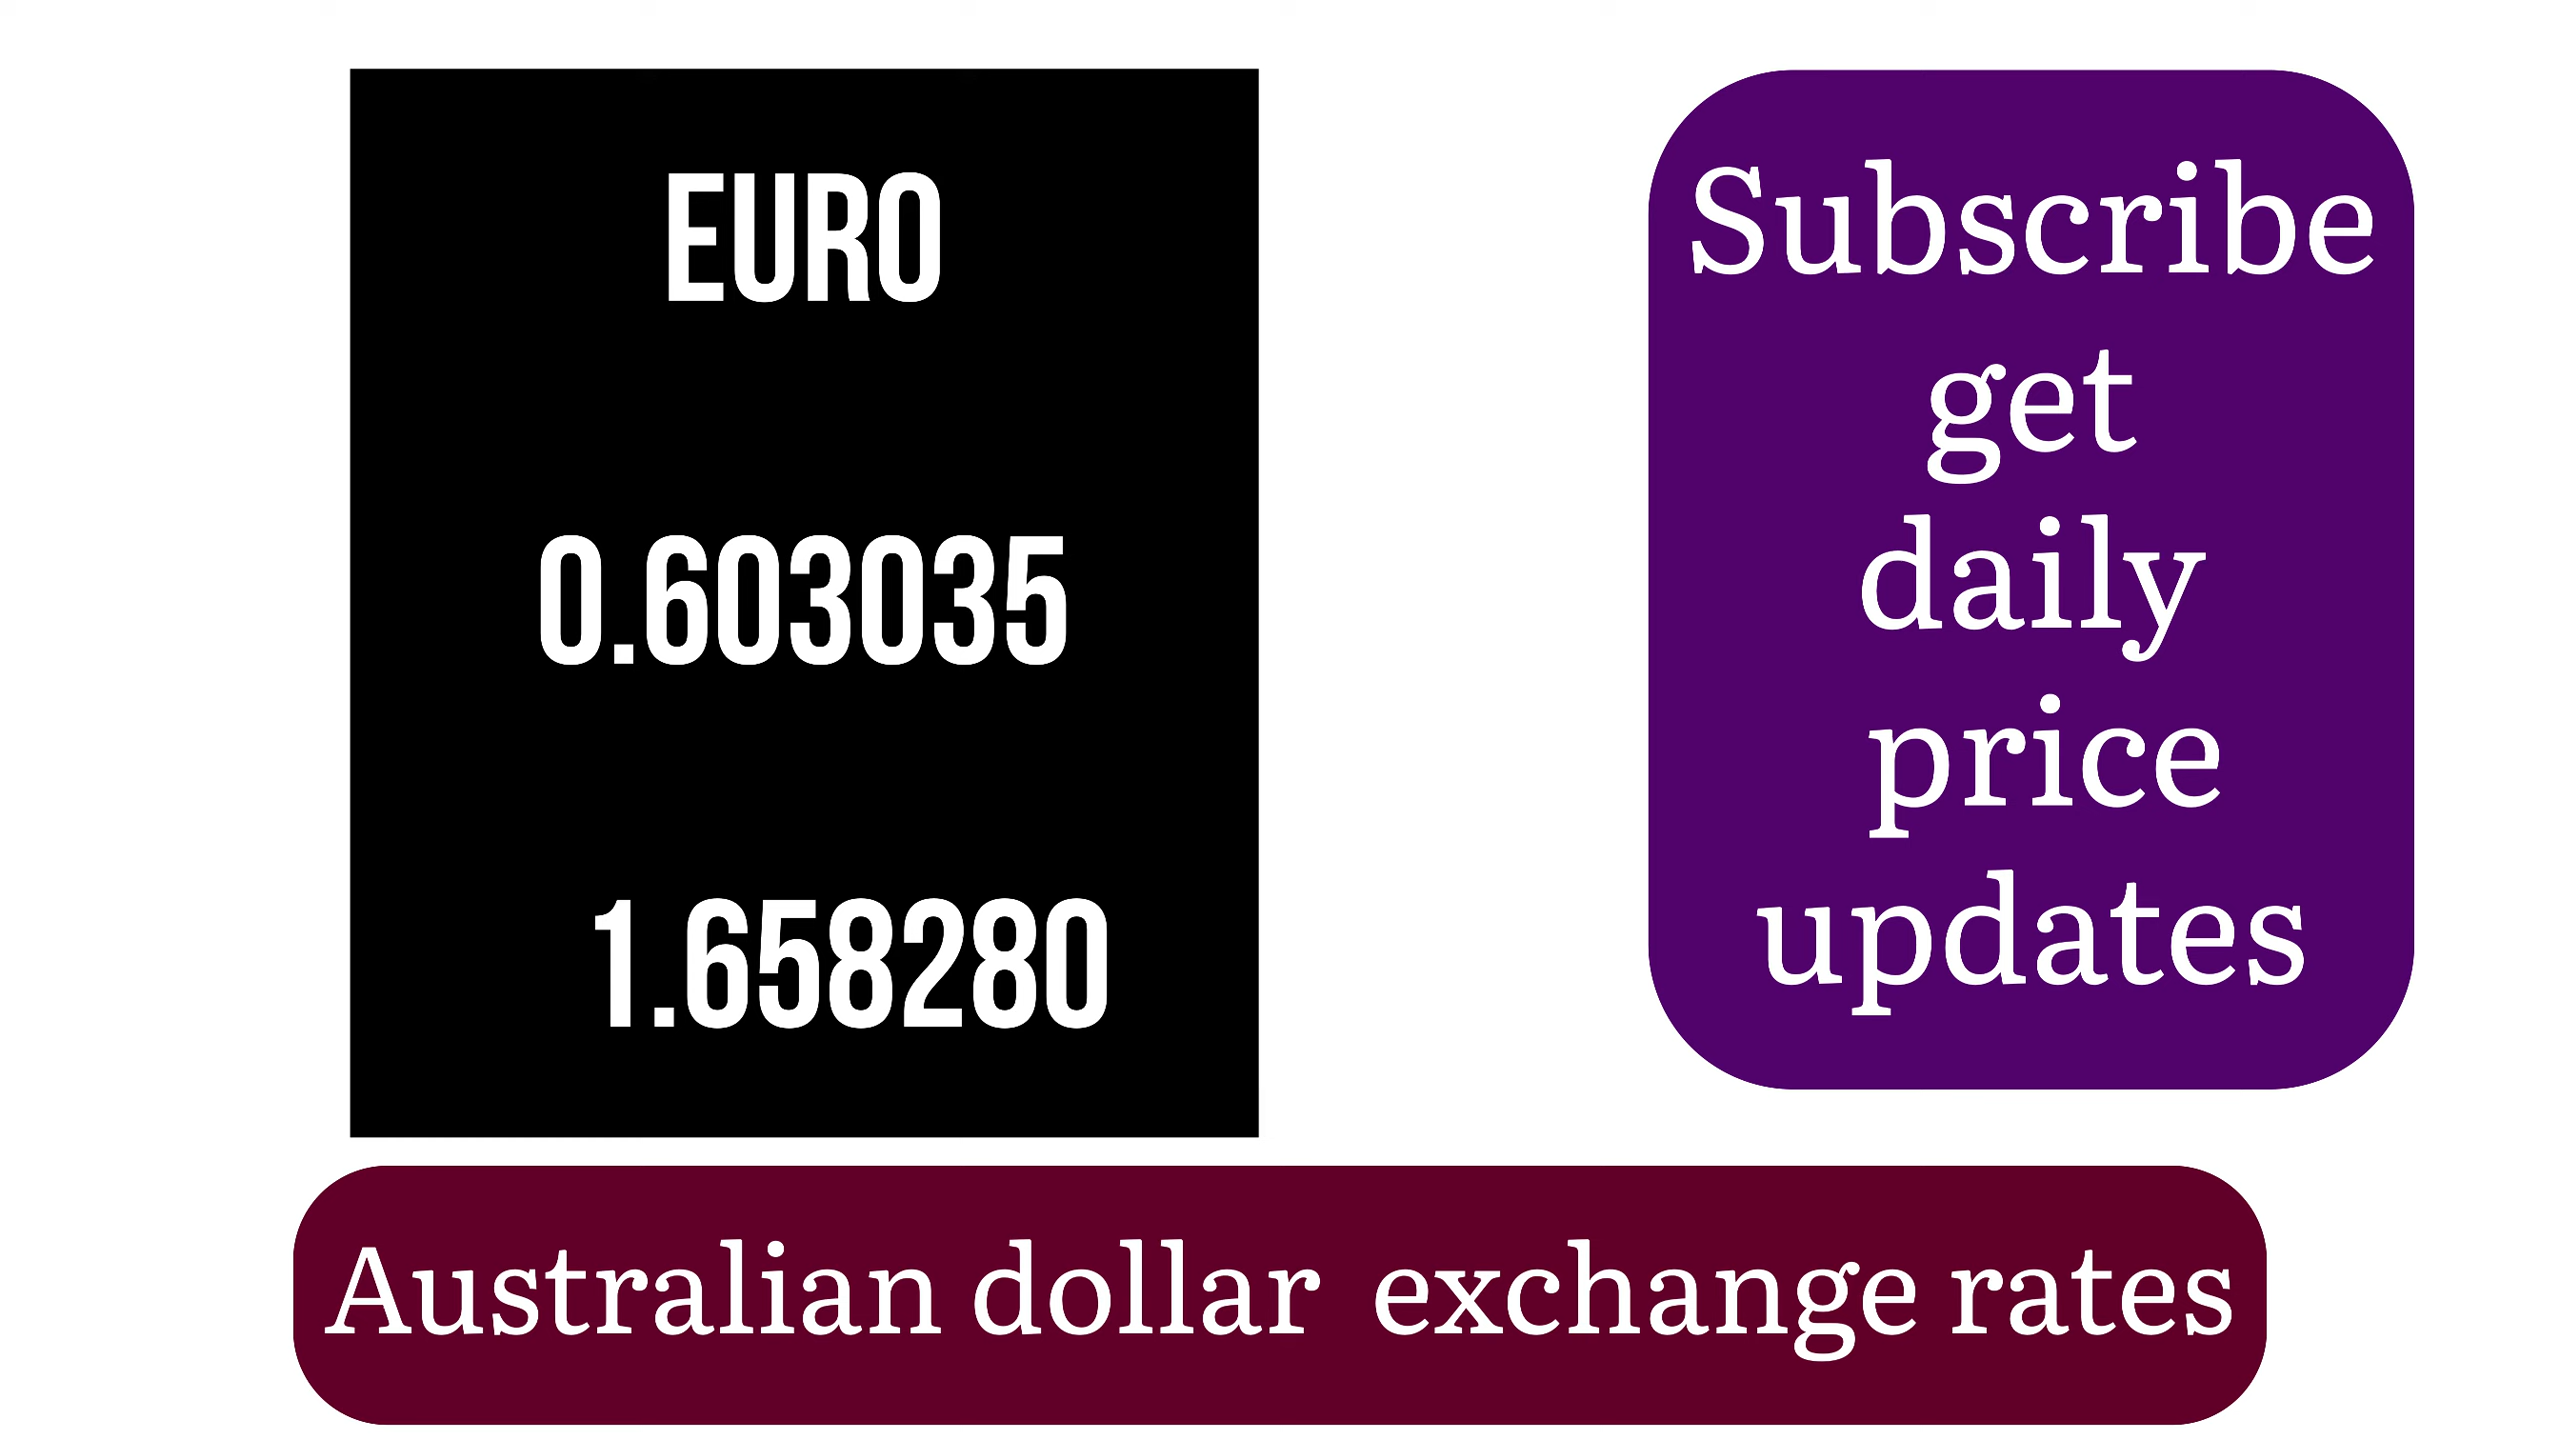 EURO
0.603035
1.658280
Subscribe
get
daily
price
updates
Australian dollar exchange rates